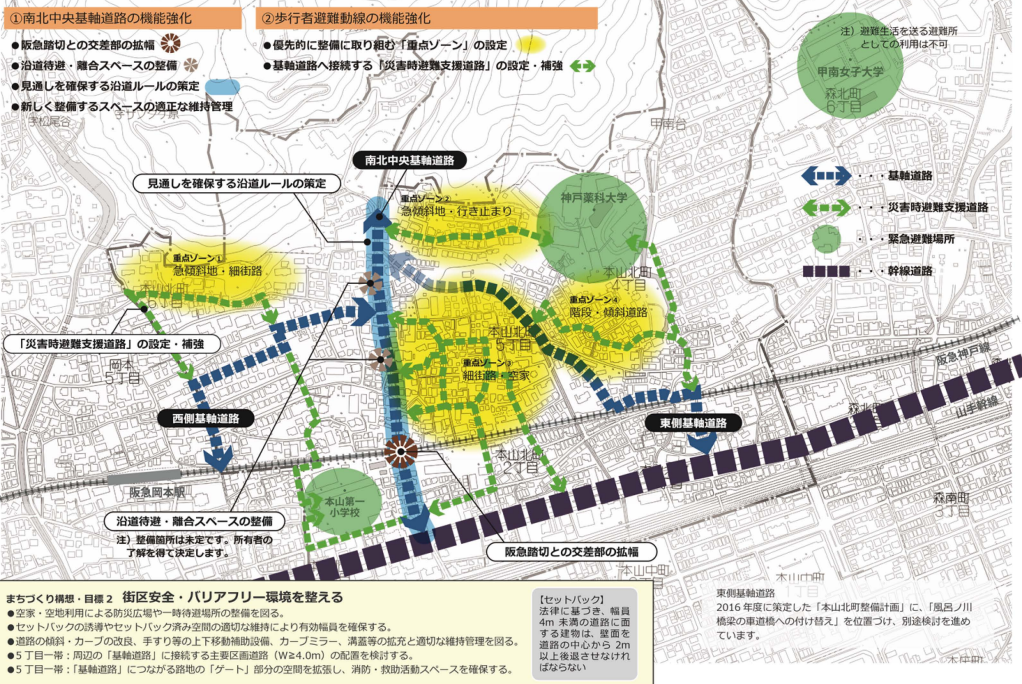 ①南北中央基軸道路の機能強化
●阪急踏切との交差部の拡幅
●沿道待避・離合スペースの整備
●見通しを確保する沿道ルールの策定
●新しく整備するスペースの適正な維持管理
②歩行者避難動線の機能強化
●優先的に整備に取り組む「重点ゾーン」の設定
●基軸道路へ接続する「災害時避難支援道路」の設定・補強
注）避難生活を送る避難所
としての利用は不可
甲南女子大学
森北町
6丁目
字松尾谷
甲南台
・・・基軸道路
・・・災害時避難支援道路
・・・緊急避難場所
・・・幹線道路
南北中央基軸道路
見通しを確保する沿道ルールの策定
重点ゾーン②
急傾斜地・行き止まり
神戸薬科大学
重点ゾーン①
急傾斜地・細街路
本山北町
6丁目
本山北町
4丁目
重点ゾーン④
階段・傾斜道路
本山北町
5丁目
重点ゾーン③
細街路・空家
「災害時避難支援道路」の設定・補強
岡本
5丁目
西側基軸道路
東側基軸道路
阪急神戸線
山手幹線
本山北町
2丁目
阪急岡本駅
本山第一
小学校
森南町
3丁目
沿道待避・離合スペースの整備
注）整備箇所は未定です。所有者の
了解を得て決定します。
阪急踏切との交差部の拡幅
本山中町
本山中町
本庄町
まちづくり構想・目標 2 街区安全・バリアフリー環境を整える
●空家・空地利用による防災広場や一時待避場所の整備を図る。
●セットバックの誘導やセットバック済み空間の適切な維持により有効幅員を確保する。
●道路の傾斜・カーブの改良、手すり等の上下移動補助設備、カーブミラー、溝蓋等の拡充と適切な維持管理を図る。
●5丁目一帯：周辺の「基軸道路」に接続する主要区画道路（W≧4.0m）の配置を検討する。
●5丁目一帯：「基軸道路」につながる路地の「ゲート」部分の空間を拡張し、消防・救助活動スペースを確保する。
【セットバック】
法律に基づき、幅員
4m 未満の道路に面
する建物は、壁面を
道路の中心から 2m
以上後退させなけれ
ばならない
東側基軸道路
2016 年度に策定した「本山北町整備計画」に、「風呂ノ川
橋梁の車道橋への付け替え」を位置づけ、別途検討を進め
ています。